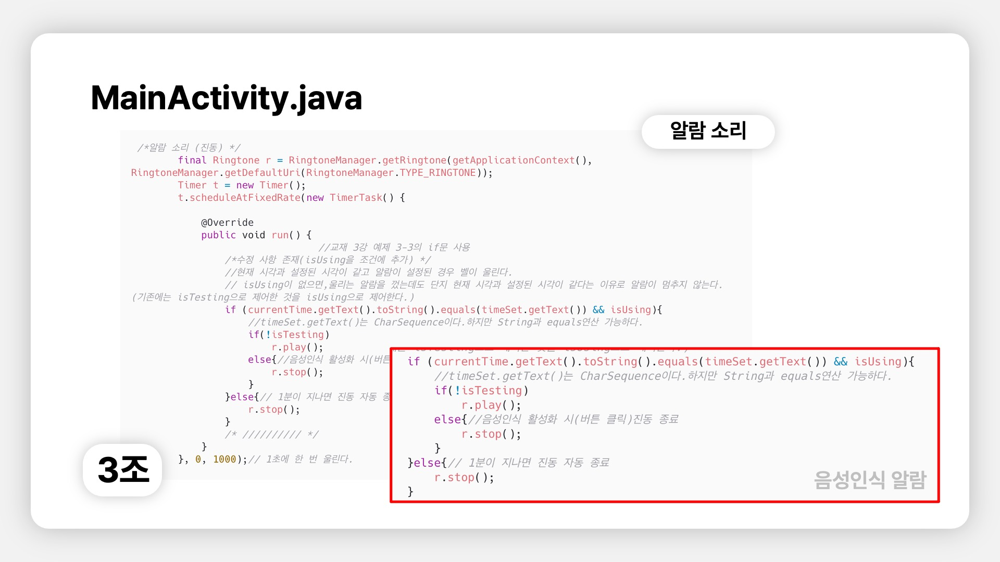 MainActivity.java
알람 소리
/*알람 소리 (진동) */
final Ringtone r = RingtoneManager.getRingtone(getApplicationContext(),
RingtoneManager.getDefaultUri(RingtoneManager.TYPE_RINGTONE));
Timer t = new Timer();
t.scheduleAtFixedRate(new TimerTask() {
@Override
public void run() {
//교재 3강 예제 3-3의 if문 사용
/*수정 사항 존재(isUsing을 조건에 추가) */
//현재 시각과 설정된 시각이 같고 알람이 설정된 경우 벨이 울린다.
// isUsing이 없으면,울리는 알람을 껐는데도 단지 현재 시각과 설정된 시각이 같다는 이유로 알람이 멈추지 않는다.
(기존에는 isTesting으로 제어한 것을 isUsing으로 제어한다.)
if (currentTime.getText().toString().equals(timeSet.getText()) && isUsing){
//timeSet.getText()는 CharSequence이다.하지만 String과 equals연산 가능하다.
if(!isTesting)
r.play();
else{//음성인식 활성화 시(버튼
r.stop();
}
}else{// 1분이 지나면 진동 자동 종
r.stop();
}
/* ////////// */
}
}, 0, 1000);// 1초에 한 번 울린다.
if (currentTime.getText().toString().equals(timeSet.getText()) && isUsing){
//timeSet.getText()는 CharSequence이다.하지만 String과 equals연산 가능하다.
if(!isTesting)
r.play();
else{//음성인식 활성화 시(버튼 클릭)진동 종료
r.stop();
}
}else{// 1분이 지나면 진동 자동 종료
r.stop();
}
3조
음성인식 알람